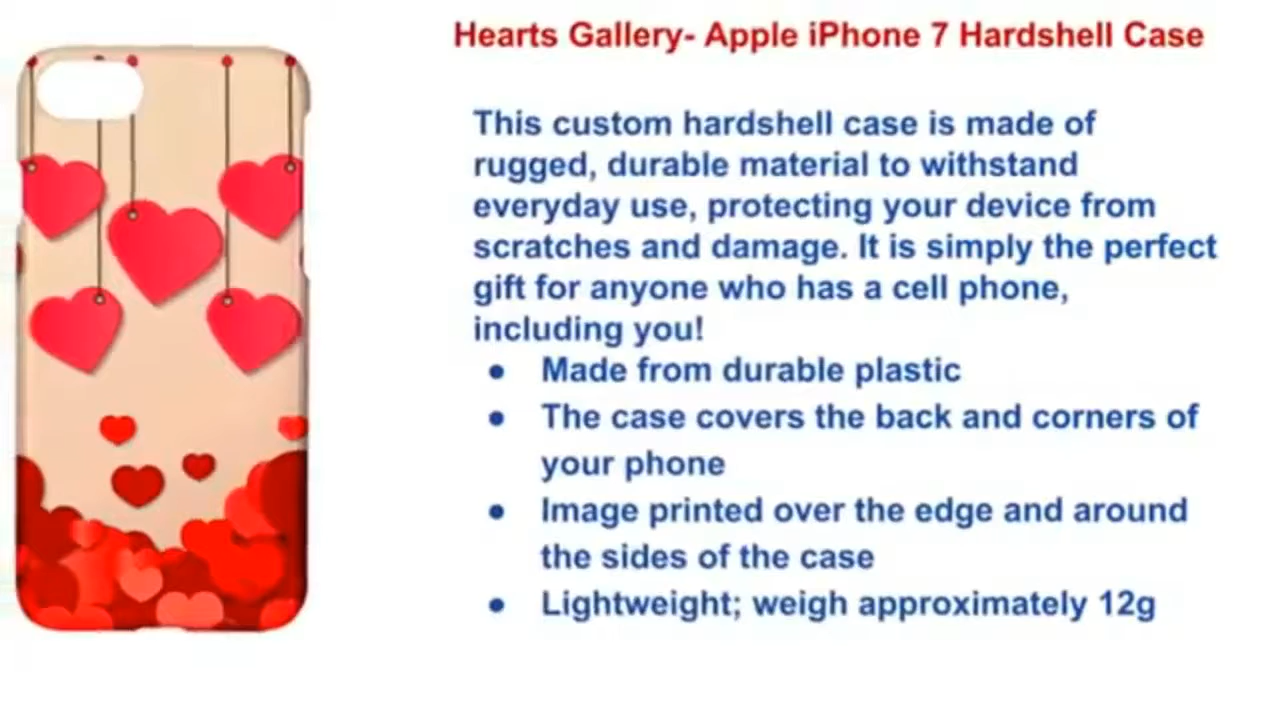 Hearts Gallery- Apple iPhone 7 Hardshell Case
This custom hardshell case is made of
rugged, durable material to withstand
everyday use, protecting your device from
scratches and damage. It is simply the perfect
gift for anyone who has a cell phone,
including you!
● Made from durable plastic
● The case covers the back and corners of
your phone
● Image printed over the edge and around
the sides of the case
● Lightweight; weigh approximately 12g